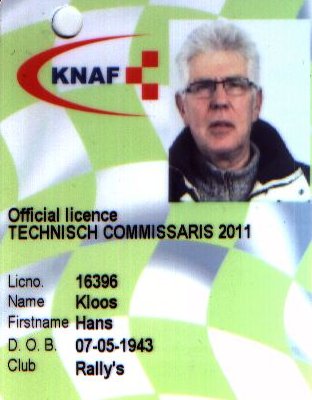 KNAF
Official licence
TECHNISCH COMMISSARIS 2011
Licno. 16396
Name Kloos
Firstname Hans
D. O. B. 07-05-1943
Club Rally's